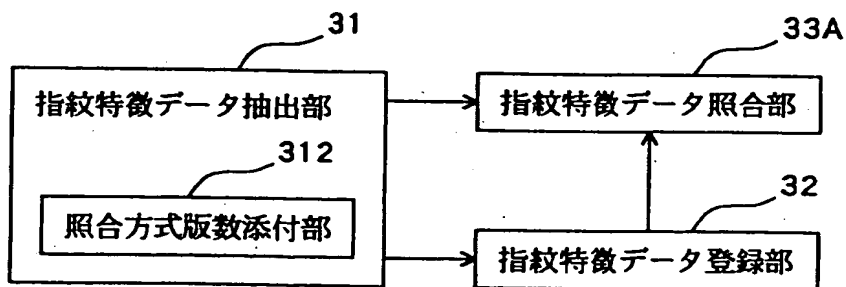 31
33A
指紋特徴データ抽出部
指紋特徴データ照合部
312
照合方式版数添付部
32
指紋特徴データ登録部